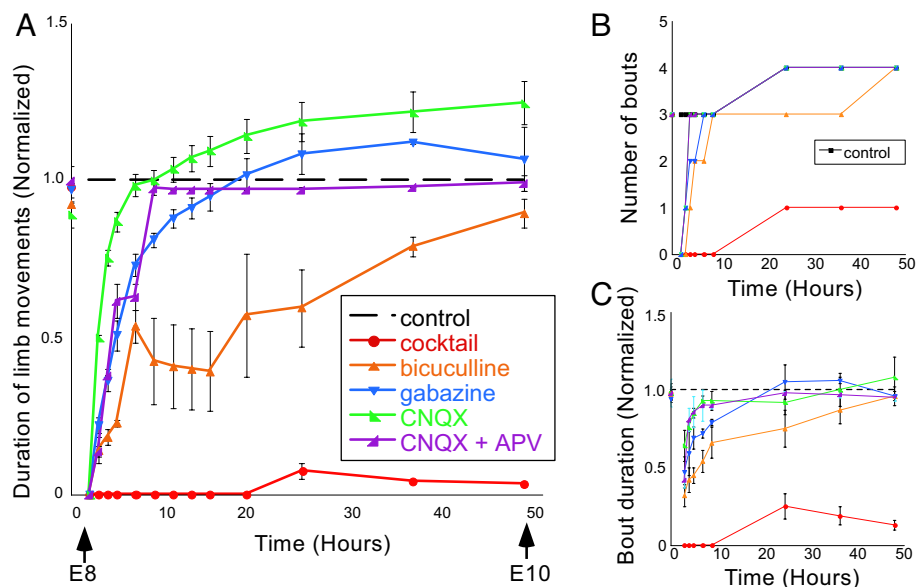 A
Duration of limb movements (Normalized)
1.5
1.0
0.5
0
control
cocktail
bicuculline
gabazine
CNQX
CNQX + APV
0 10 20 30 40 50
Time (Hours)
E8
E10
B
Number of bouts
5
4
3
2
1
0
control
0 10 20 30 40 50
Time (Hours)
C
Bout duration (Normalized)
1.5
1.0
0.5
0
0 10 20 30 40 50
Time (Hours)